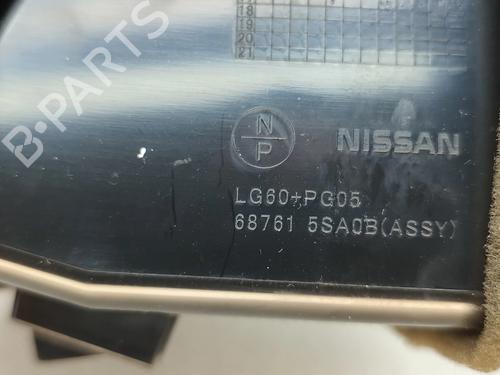 18
19
20
21
N
P
NISSAN
LG60+PG05
68761 5SA0B(ASSY)
B-PARTS